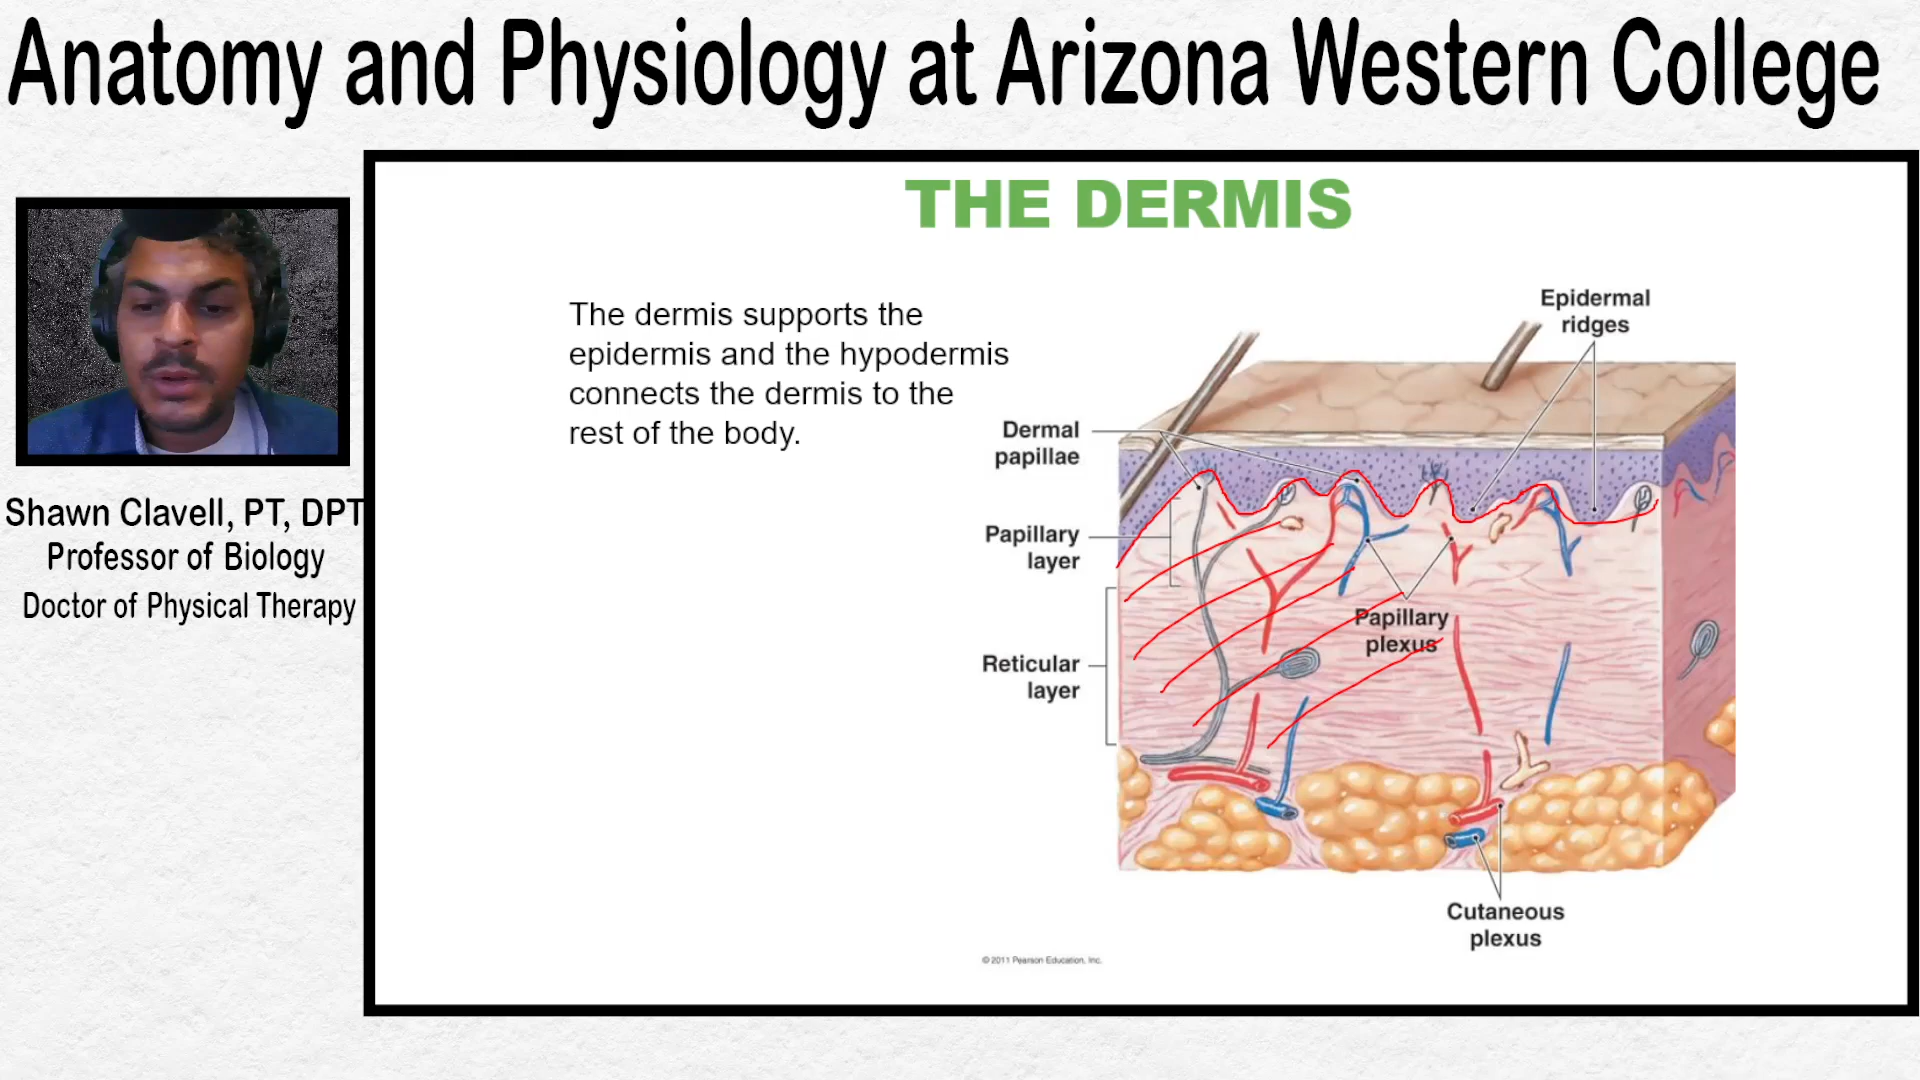 Anatomy and Physiology at Arizona Western College
THE DERMIS
The dermis supports the
epidermis and the hypodermis
connects the dermis to the
rest of the body.
Epidermal
ridges
Dermal
papillae
Papillary
layer
Papillary
plexus
Reticular
layer
Cutaneous
plexus
© 2011 Pearson Education, Inc.
Shawn Clavell, PT, DPT
Professor of Biology
Doctor of Physical Therapy